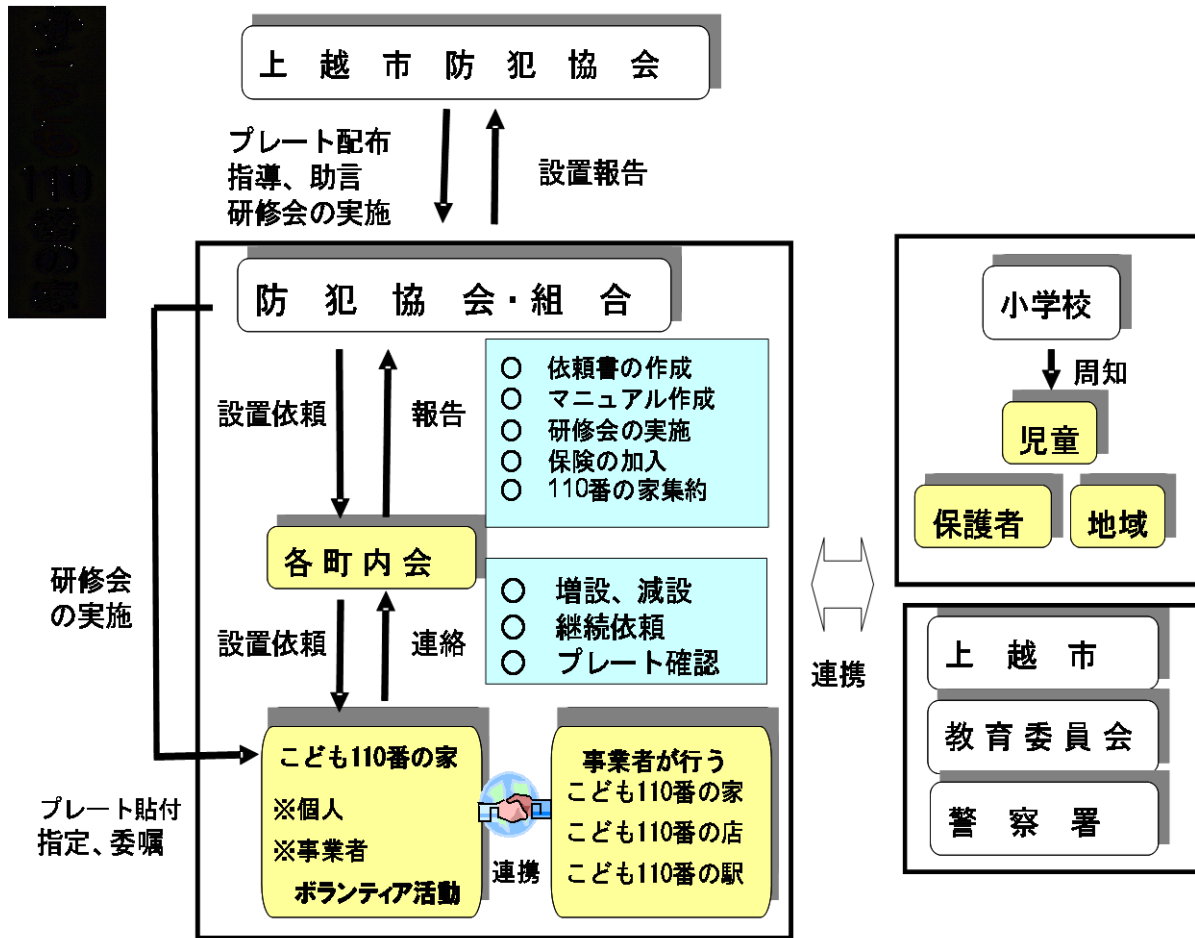 上越市防犯協会
プレート配布
指導、助言
研修会の実施
設置報告
防犯協会・組合
設置依頼
報告
○ 依頼書の作成
○ マニュアル作成
○ 研修会の実施
○ 保険の加入
○ 110番の家集約
各町内会
○ 増設、減設
○ 継続依頼
○ プレート確認
設置依頼
連絡
研修会
の実施
プレート貼付
指定、委嘱
こども110番の家
※個人
※事業者
ボランティア活動
連携
事業者が行う
こども110番の家
こども110番の店
こども110番の駅
連携
小学校
周知
児童
保護者
地域
上越市
教育委員会
警察署